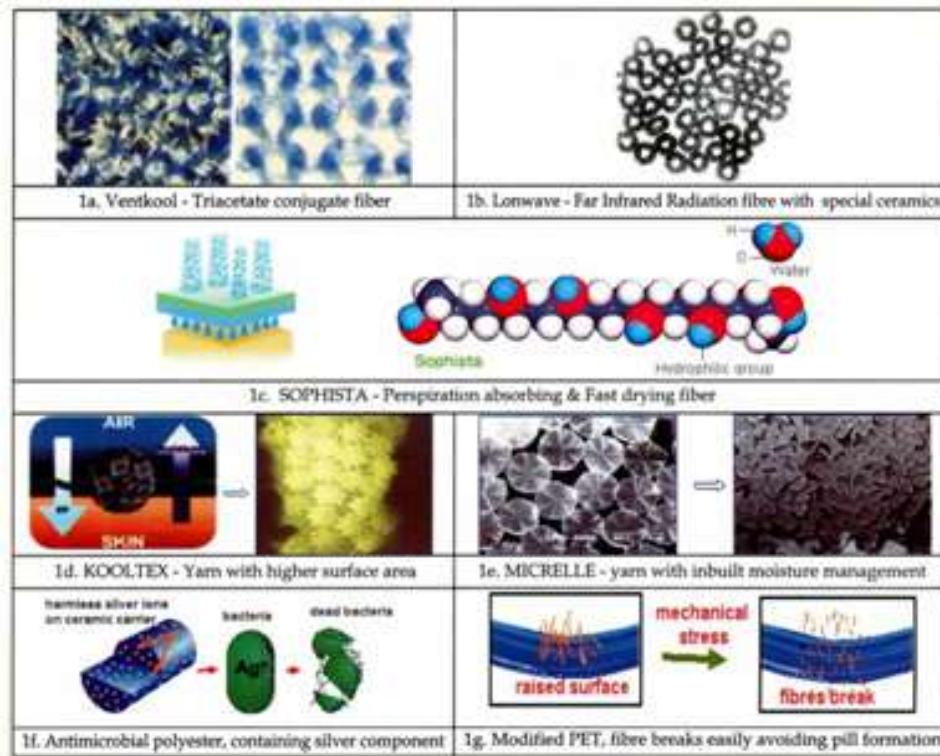 1a. Ventkool - Triacetate conjugate fiber
1b. Lonwave - Far Infrared Radiation fibre with special ceramics
H
O
Water
Sophista
Hydrophilic group
1c. SOPHISTA - Perspiration absorbing & Fast drying fiber
AIR
SKIN
1d. KOOLTEX - Yarn with higher surface area
1e. MICRELLE - yarn with inbuilt moisture management
harmless silver ions
on ceramic carrier
bacteria
dead bacteria
Ag+
mechanical
stress
raised surface
fibres break
1f. Antimicrobial polyester, containing silver component
1g. Modified PET, fibre breaks easily avoiding pill formation